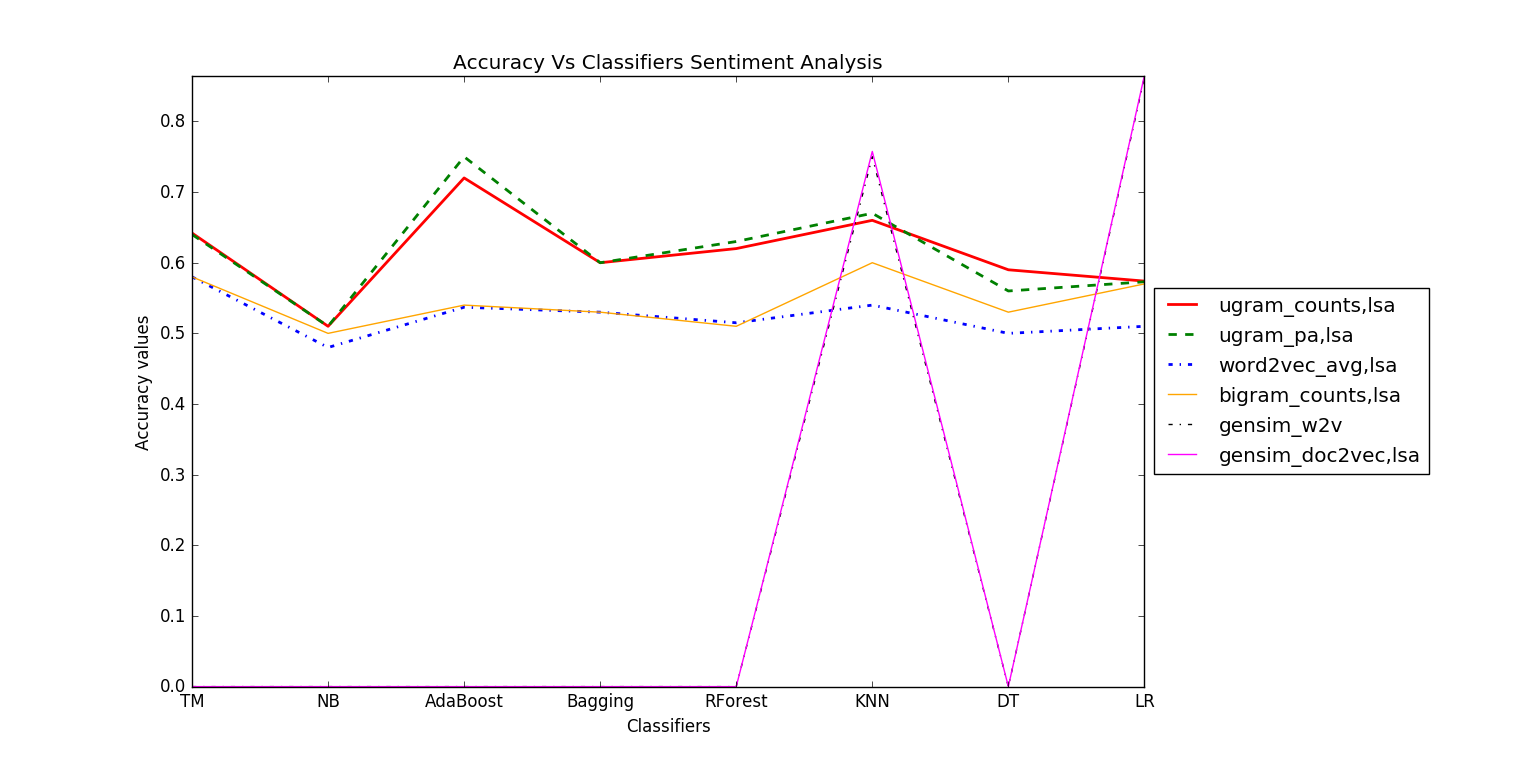 Accuracy Vs Classifiers Sentiment Analysis
0.8
0.7
0.6
0.5
0.4
0.3
0.2
0.1
0.0
Accuracy values
TM NB AdaBoost Bagging RForest KNN DT LR
Classifiers
ugram_counts,lsa
ugram_pa,lsa
word2vec_avg,lsa
bigram_counts,lsa
gensim_w2v
gensim_doc2vec,lsa